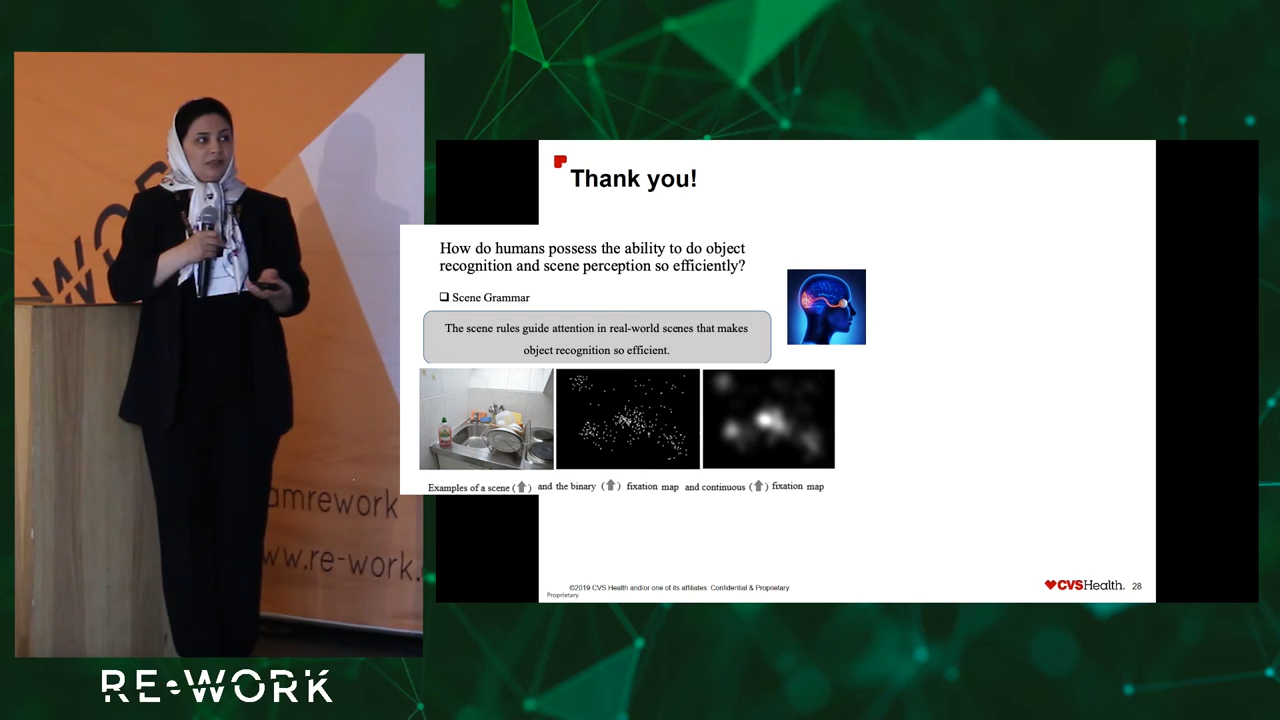 WOR
amrework
ww.re-work.
RE•WORK
Thank you!
How do humans possess the ability to do object
recognition and scene perception so efficiently?
❑ Scene Grammar
The scene rules guide attention in real-world scenes that makes
object recognition so efficient.
Examples of a scene (⬆) and the binary (⬆) fixation map and continuous (⬆) fixation map
©2019 CVS Health and/or one of its affiliates: Confidential & Proprietary
Proprietary
CVSHealth. 28